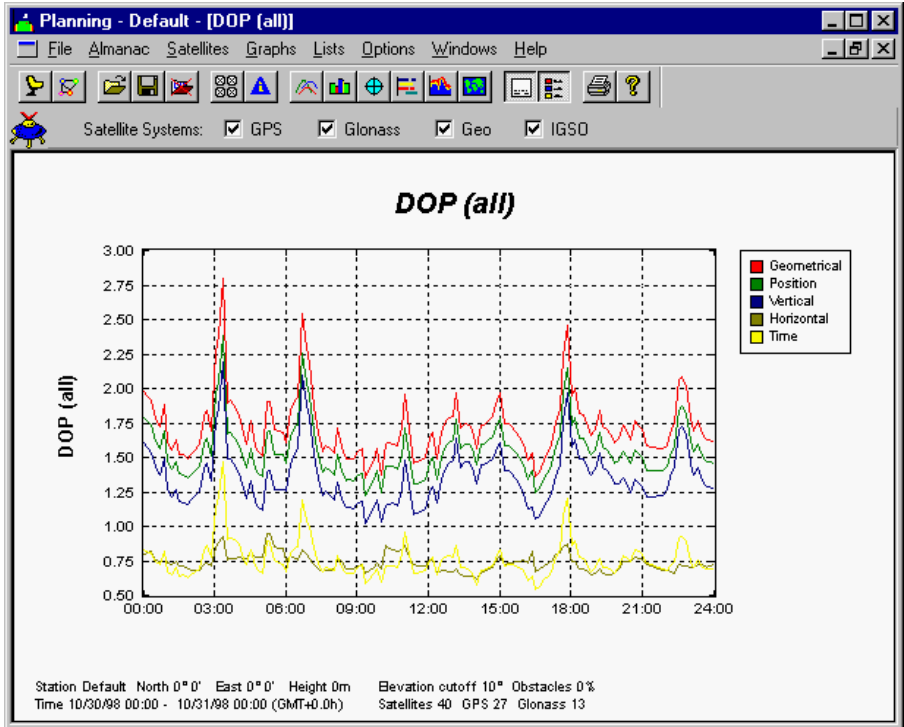 Planning - Default - [DOP (all)]
File Almanac Satellites Graphs Lists Options Windows Help
Satellite Systems: GPS Glonass Geo IGSO
DOP (all)
DOP (all)
3.00
2.75
2.50
2.25
2.00
1.75
1.50
1.25
1.00
0.75
0.50
00:00 03:00 06:00 09:00 12:00 15:00 18:00 21:00 24:00
Geometrical
Position
Vertical
Horizontal
Time
Station Default North 0° 0' East 0° 0' Height 0m Elevation cutoff 10° Obstacles 0%
Time 10/30/98 00:00 - 10/31/98 00:00 (GMT+0.0h) Satellites 40 GPS 27 Glonass 13